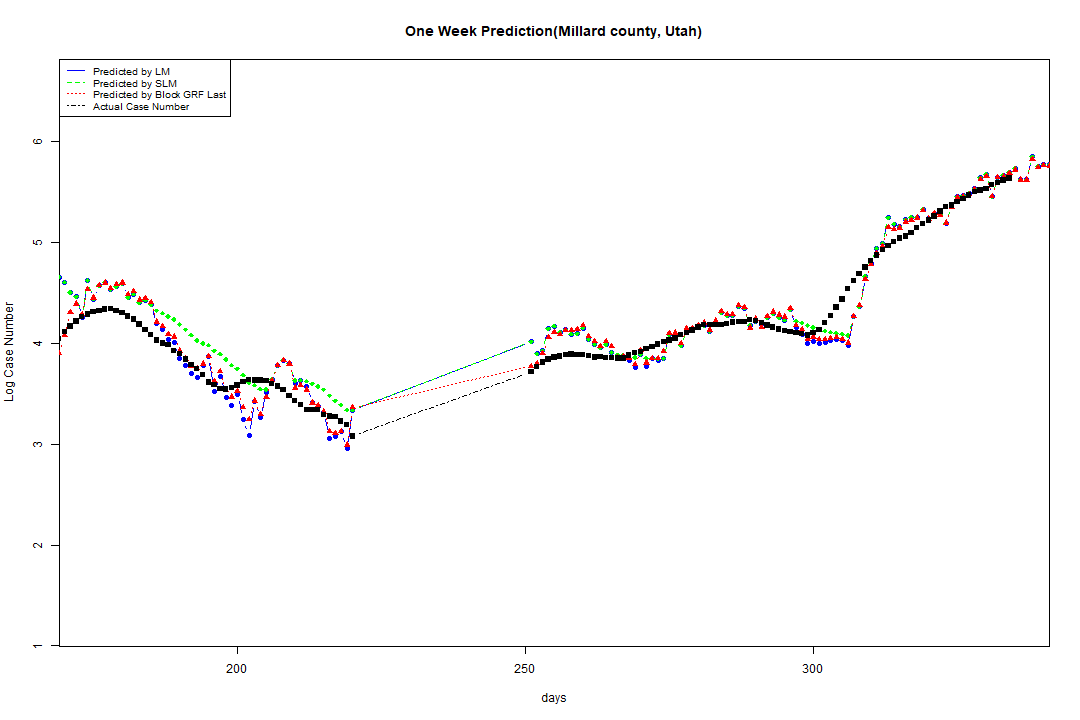 One Week Prediction(Millard county, Utah)
Predicted by LM
Predicted by SLM
Predicted by Block GRF Last
Actual Case Number
6
5
4
3
2
1
Log Case Number
200
250
300
days